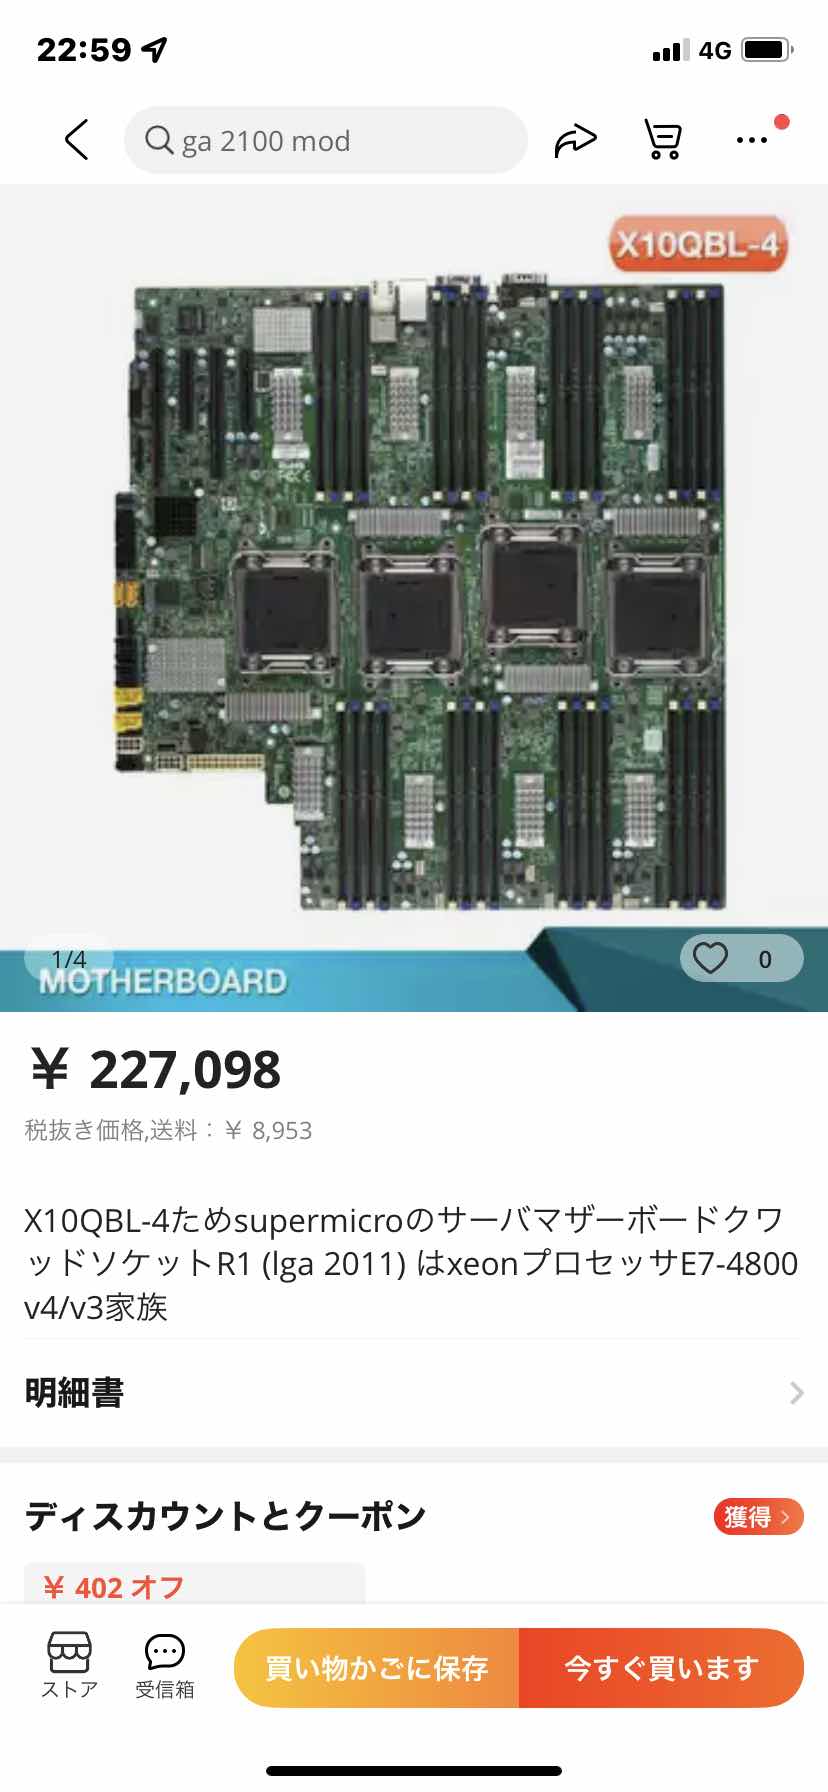 22:59
4G
ga 2100 mod
X10QBL-4
1/4
0
MOTHERBOARD
￥ 227,098
税抜き価格,送料：￥ 8,953
X10QBL-4ためsupermicroのサーバマザーボードクワ
ッドソケットR1 (lga 2011) はxeonプロセッサE7-4800
v4/v3家族
明細書
ディスカウントとクーポン
獲得
￥ 402 オフ
ストア
受信箱
買い物かごに保存
今すぐ買います